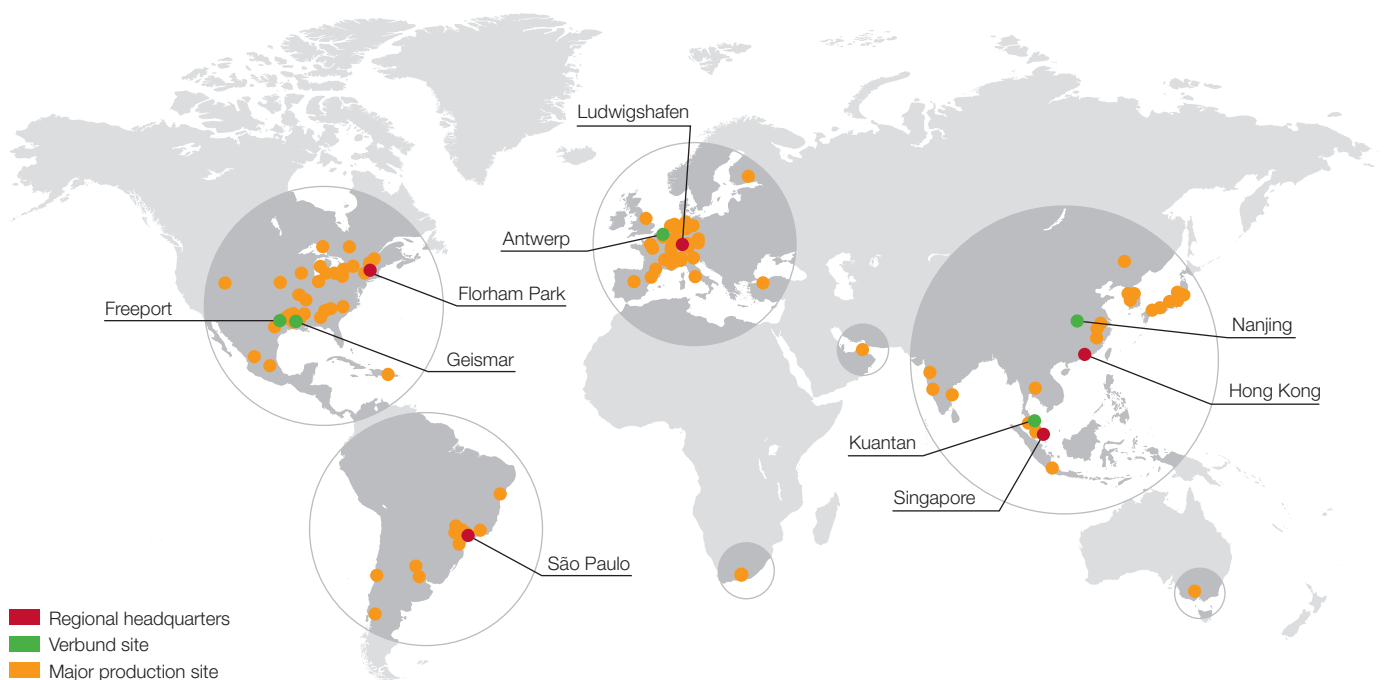 Ludwigshafen
Antwerp
Florham Park
Freeport
Geismar
Nanjing
Hong Kong
Kuantan
Singapore
São Paulo
Regional headquarters
Verbund site
Major production site